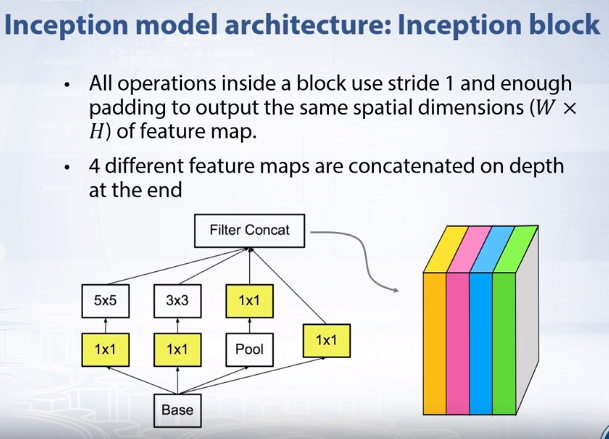 Inception model architecture: Inception block
• All operations inside a block use stride 1 and enough
padding to output the same spatial dimensions (W ×
H) of feature map.
• 4 different feature maps are concatenated on depth
at the end
Filter Concat
5x5 3x3 1x1
1x1 1x1 Pool 1x1
Base